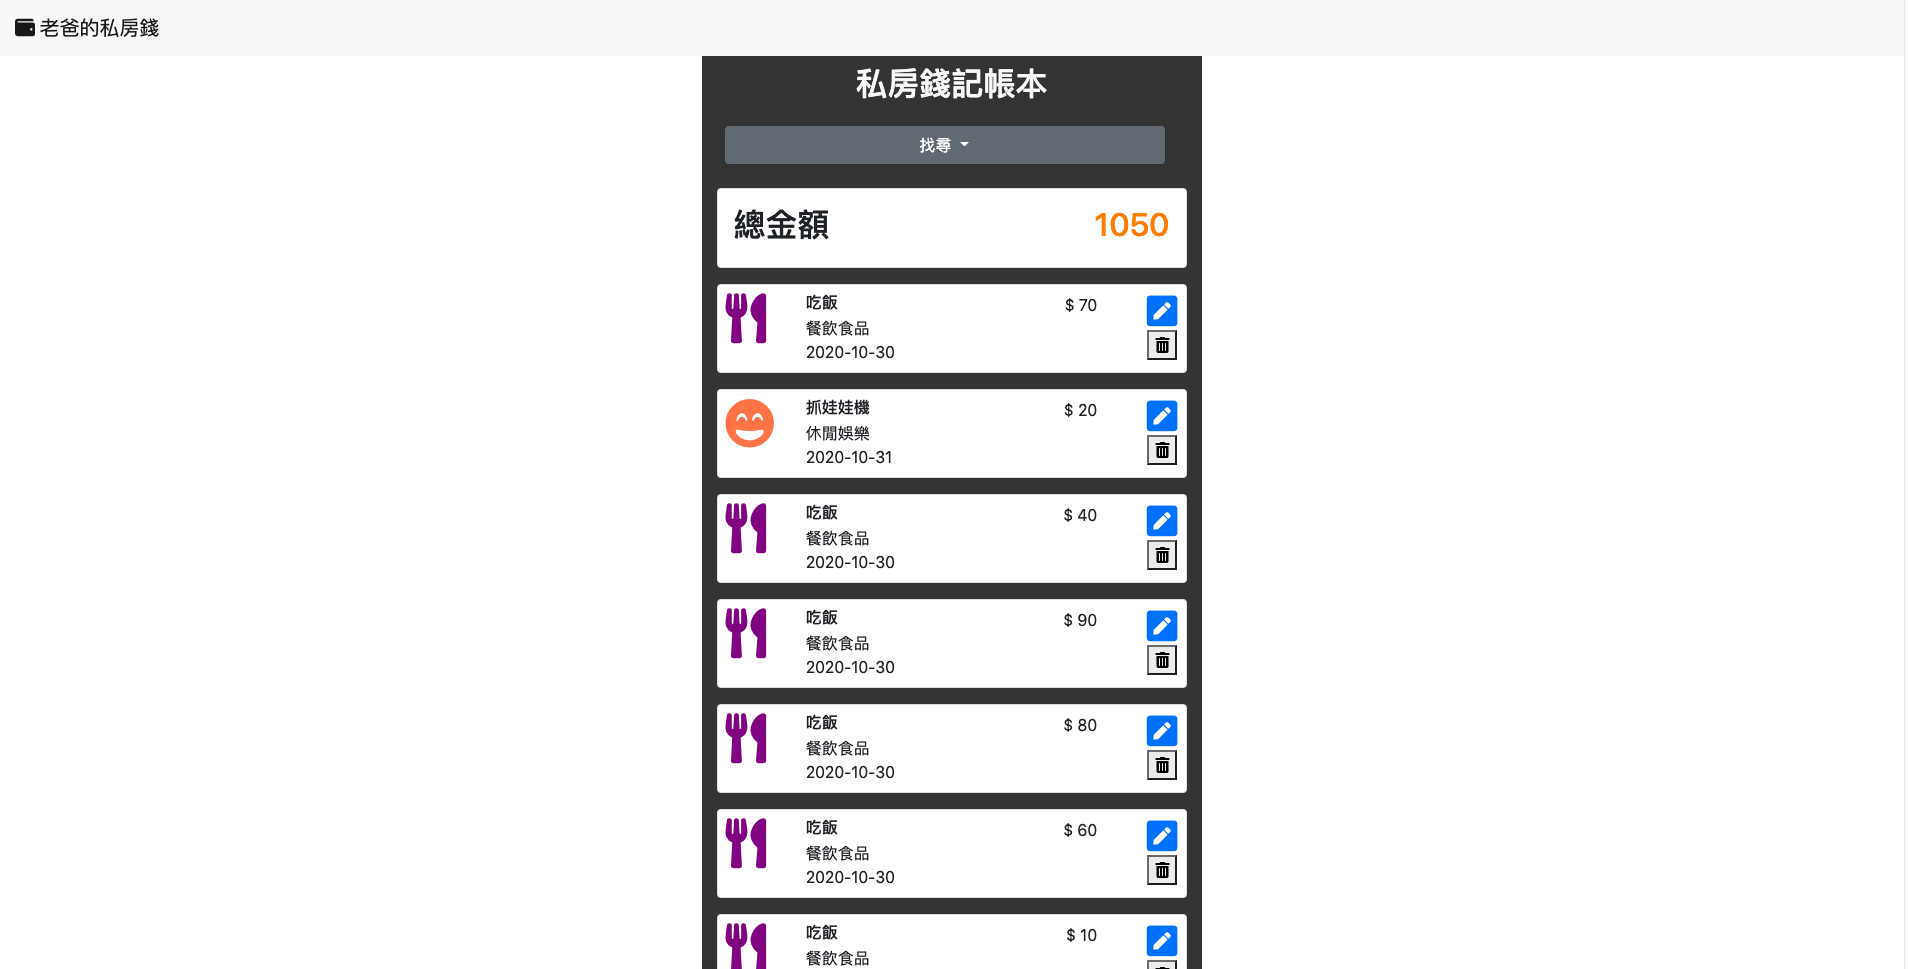 老爸的私房錢
私房錢記帳本
找尋
總金額 1050
吃飯 $ 70
餐飲食品
2020-10-30
抓娃娃機 $ 20
休閒娛樂
2020-10-31
吃飯 $ 40
餐飲食品
2020-10-30
吃飯 $ 90
餐飲食品
2020-10-30
吃飯 $ 80
餐飲食品
2020-10-30
吃飯 $ 60
餐飲食品
2020-10-30
吃飯 $ 10
餐飲食品